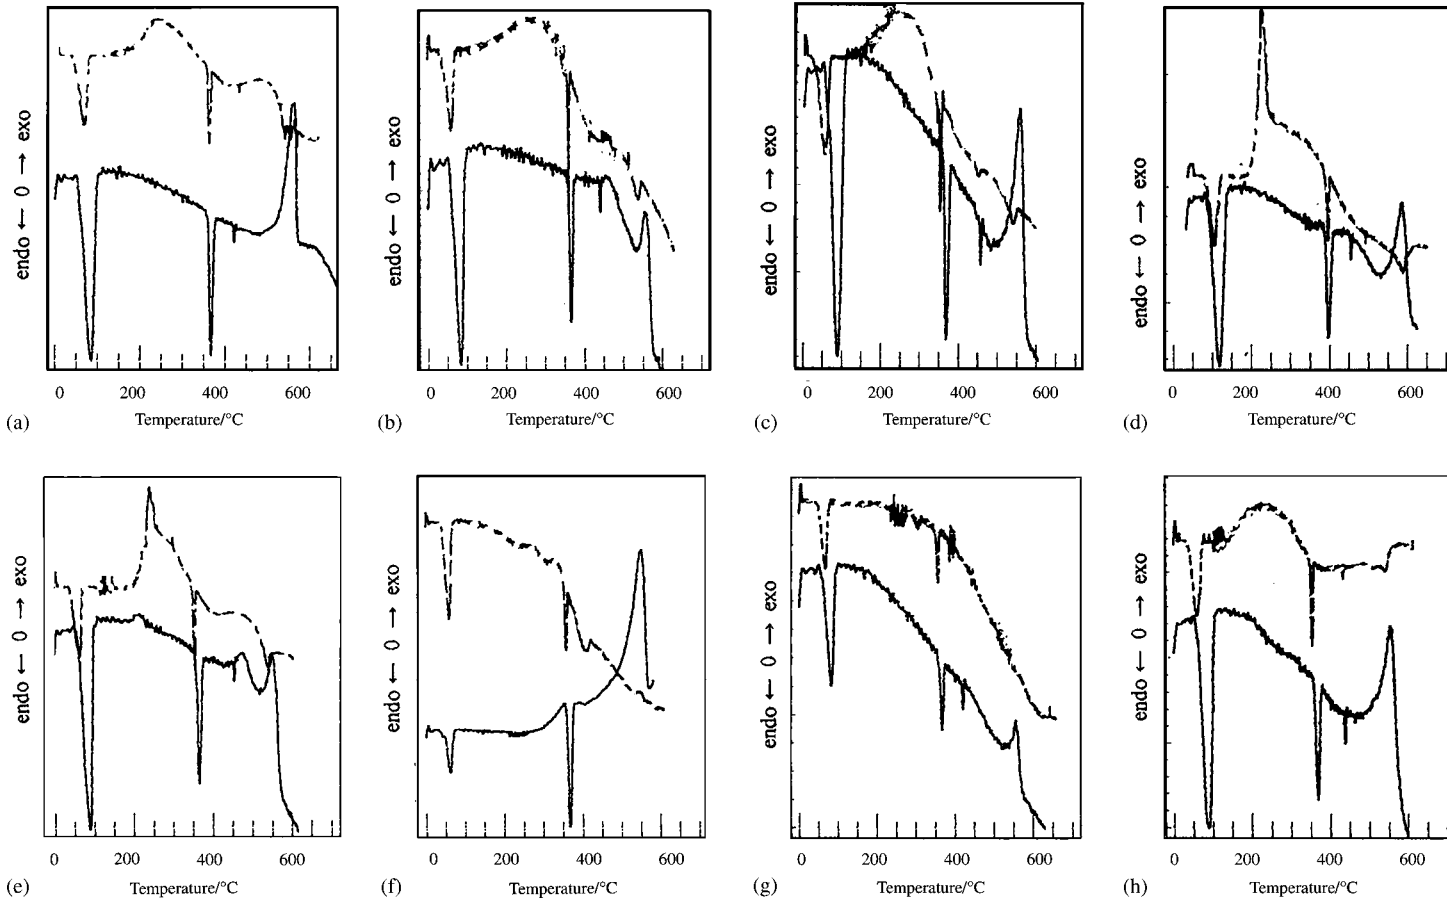 endo ← 0 → exo
endo ← 0 → exo
endo ← 0 → exo
endo ← 0 → exo
0 200 400 600
0 200 400 600
0 200 400 600
0 200 400 600
(a) Temperature/°C
(b) Temperature/°C
(c) Temperature/°C
(d) Temperature/°C
endo ← 0 → exo
endo ← 0 → exo
endo ← 0 → exo
endo ← 0 → exo
0 200 400 600
0 200 400 600
0 200 400 600
0 200 400 600
(e) Temperature/°C
(f) Temperature/°C
(g) Temperature/°C
(h) Temperature/°C